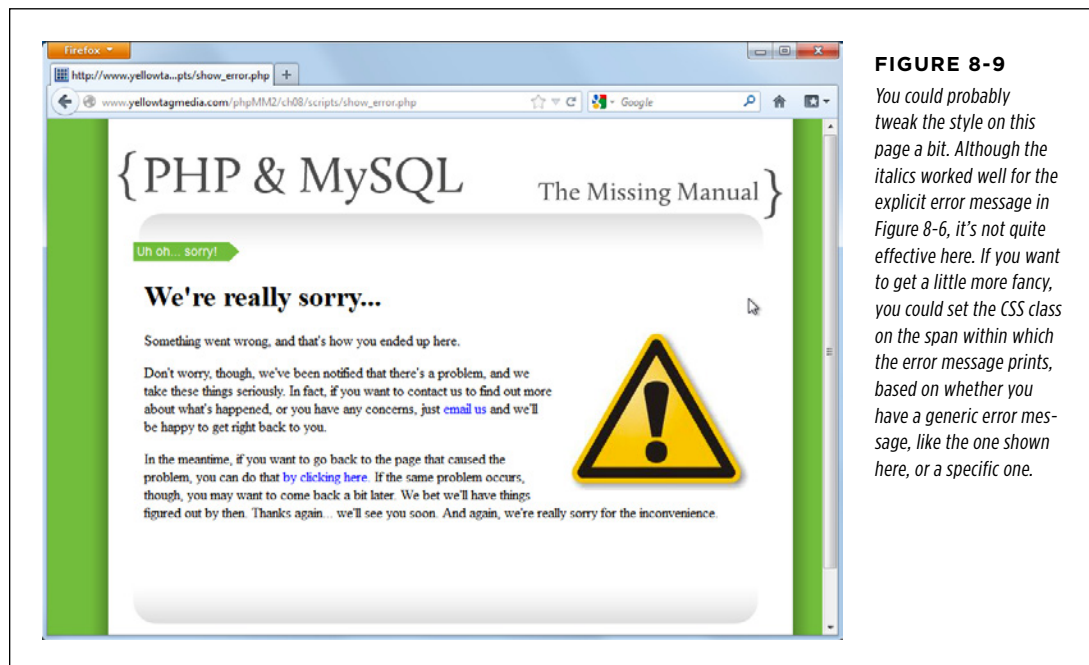 Firefox
http://www.yellowta...pts/show_error.php
www.yellowtagmedia.com/phpMM2/ch08/scripts/show_error.php
Google
{PHP & MySQL
The Missing Manual}
Uh oh... sorry!
We're really sorry...
Something went wrong, and that's how you ended up here.
Don't worry, though, we've been notified that there's a problem, and we
take these things seriously. In fact, if you want to contact us to find out more
about what's happened, or you have any concerns, just email us and we'll
be happy to get right back to you.
In the meantime, if you want to go back to the page that caused the
problem, you can do that by clicking here. If the same problem occurs,
though, you may want to come back a bit later. We bet we'll have things
figured out by then. Thanks again... we'll see you soon. And again, we're really sorry for the inconvenience.
FIGURE 8-9
You could probably
tweak the style on this
page a bit. Although the
italics worked well for the
explicit error message in
Figure 8-6, it's not quite
effective here. If you want
to get a little more fancy,
you could set the CSS class
on the span within which
the error message prints,
based on whether you
have a generic error mes-
sage, like the one shown
here, or a specific one.